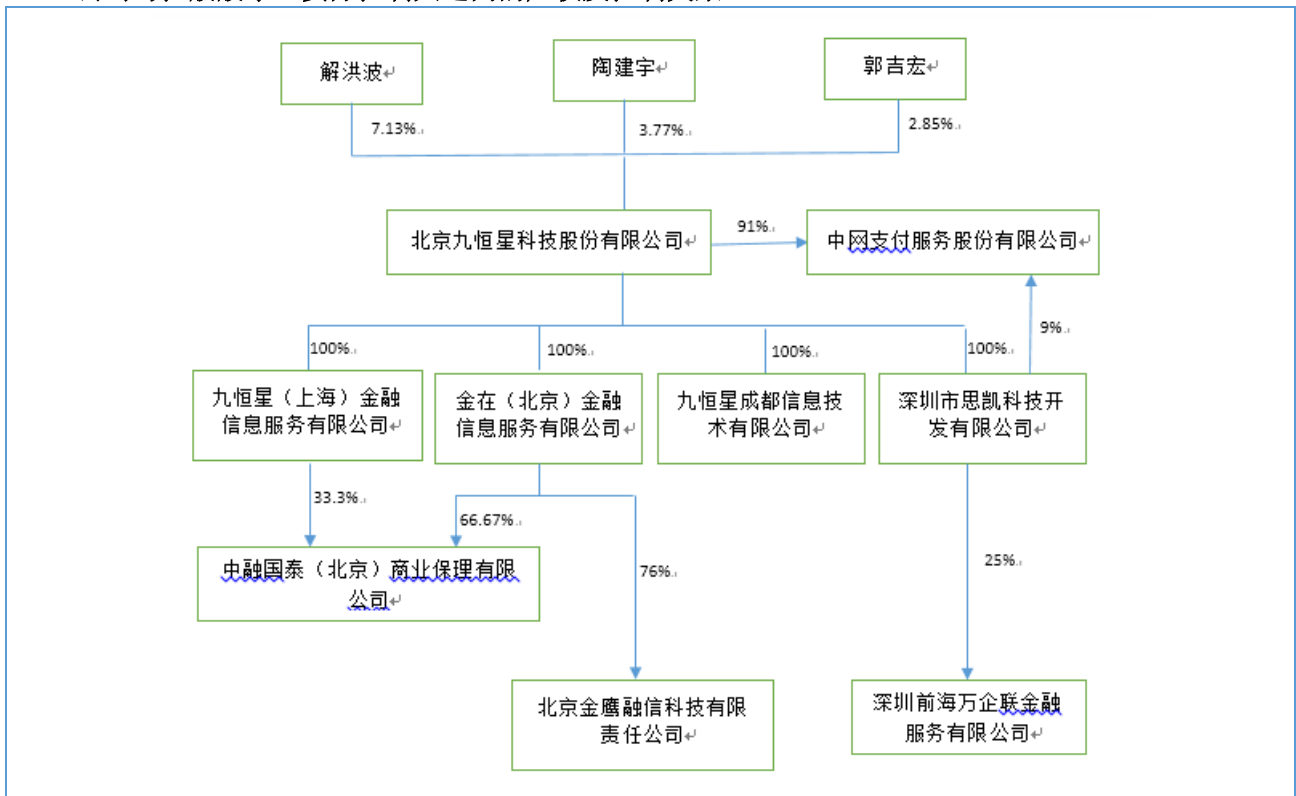 解洪波
陶建宇
郭吉宏
7.13%
3.77%
2.85%
北京九恒星科技股份有限公司
91%
中网支付服务股份有限公司
9%
100%
100%
100%
100%
九恒星（上海）金融
信息服务有限公司
金在（北京）金融
信息服务有限公司
九恒星成都信息技
术有限公司
深圳市思凯科技开
发有限公司
33.3%
66.67%
76%
25%
中融国泰（北京）商业保理有限
公司
北京金鹰融信科技有限
责任公司
深圳前海万企联金融
服务有限公司